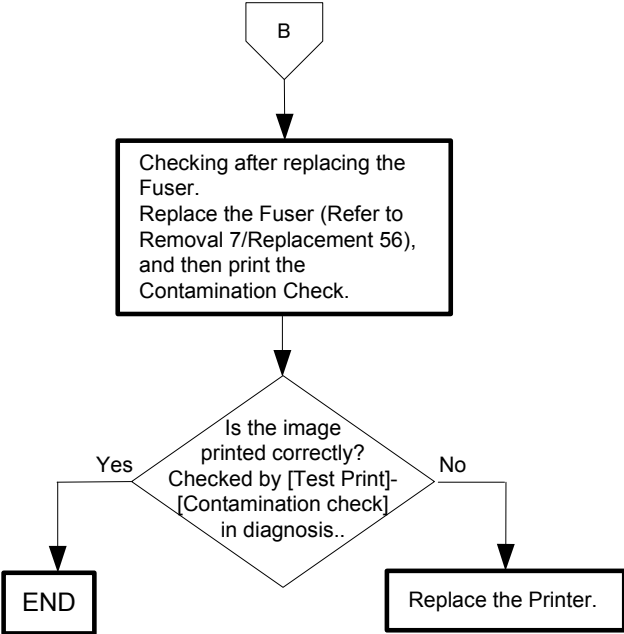 B
Checking after replacing the
Fuser.
Replace the Fuser (Refer to
Removal 7/Replacement 56),
and then print the
Contamination Check.
Is the image
printed correctly?
Checked by [Test Print]-
[Contamination check]
in diagnosis..
Yes
No
END
Replace the Printer.